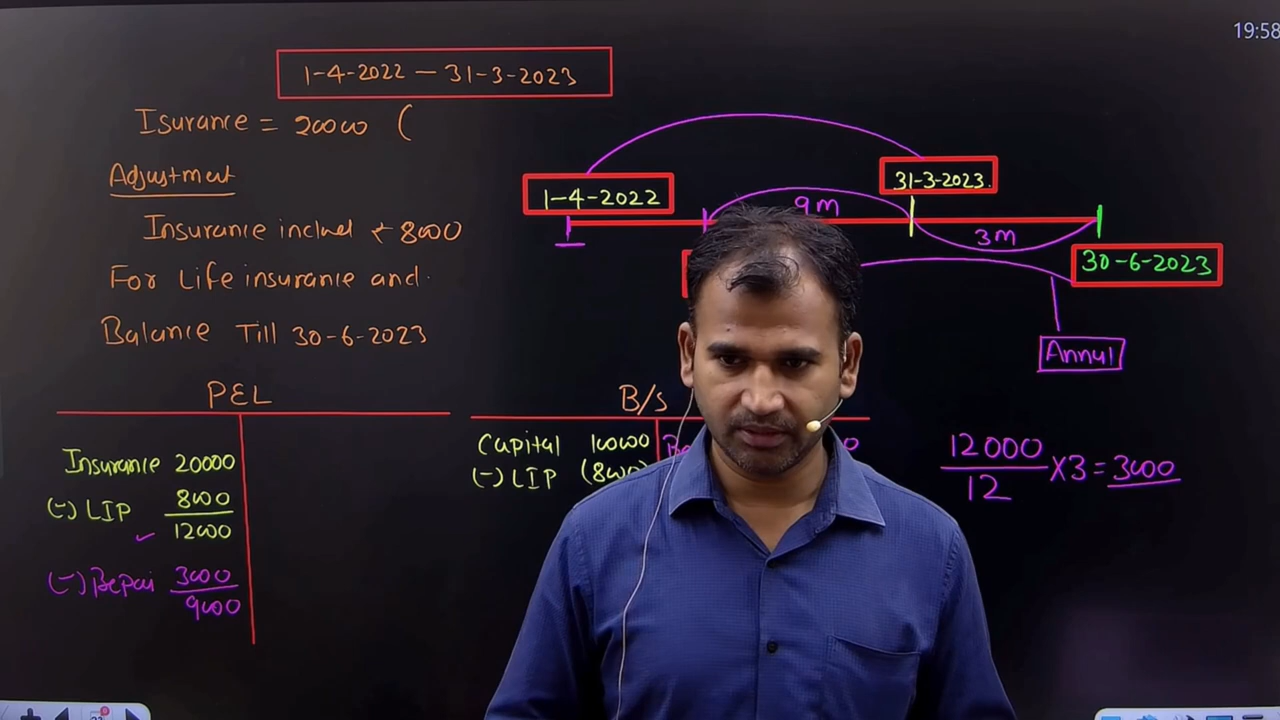 19:58
1-4-2022 — 31-3-2023
Isurance = 20000 (
Adjustment
Insurance includ ₹ 8000
For Life insurance and.
Balance Till 30-6-2023
1-4-2022
31-3-2023.
9m
3m
30-6-2023
Annul
P&L
Insurance 20000
(-) LIP 8000
12000
(-) Bepai 3000
9000
B/S
Capital 10000
(-) LIP (8000)
12000
12
X3 = 3000